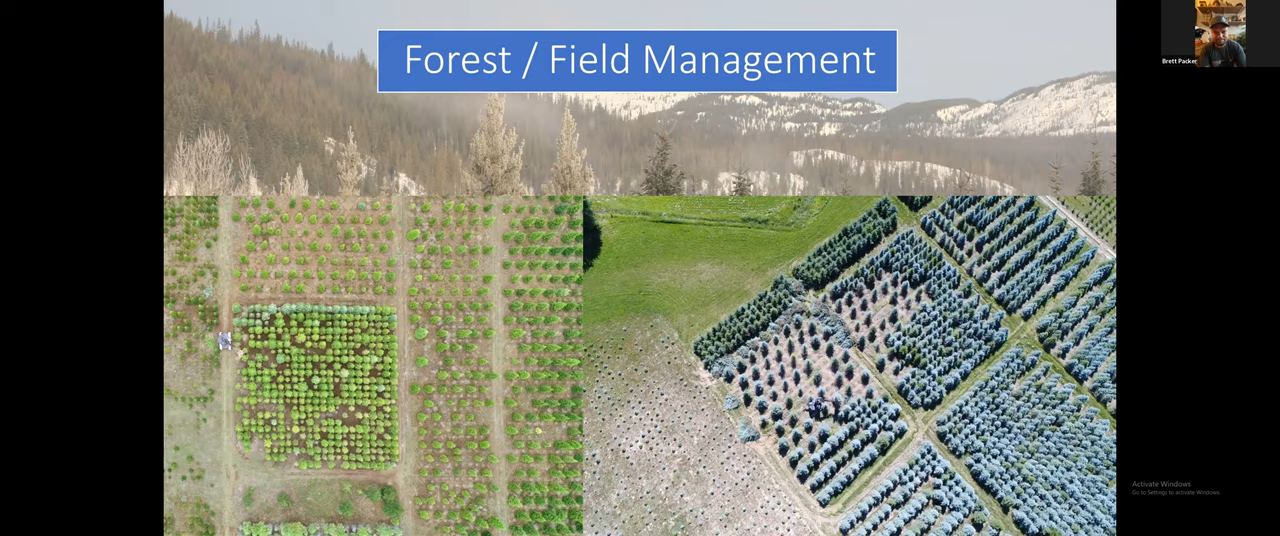 Forest / Field Management
Brett Packer
Activate Windows
Go to Settings to activate Windows.